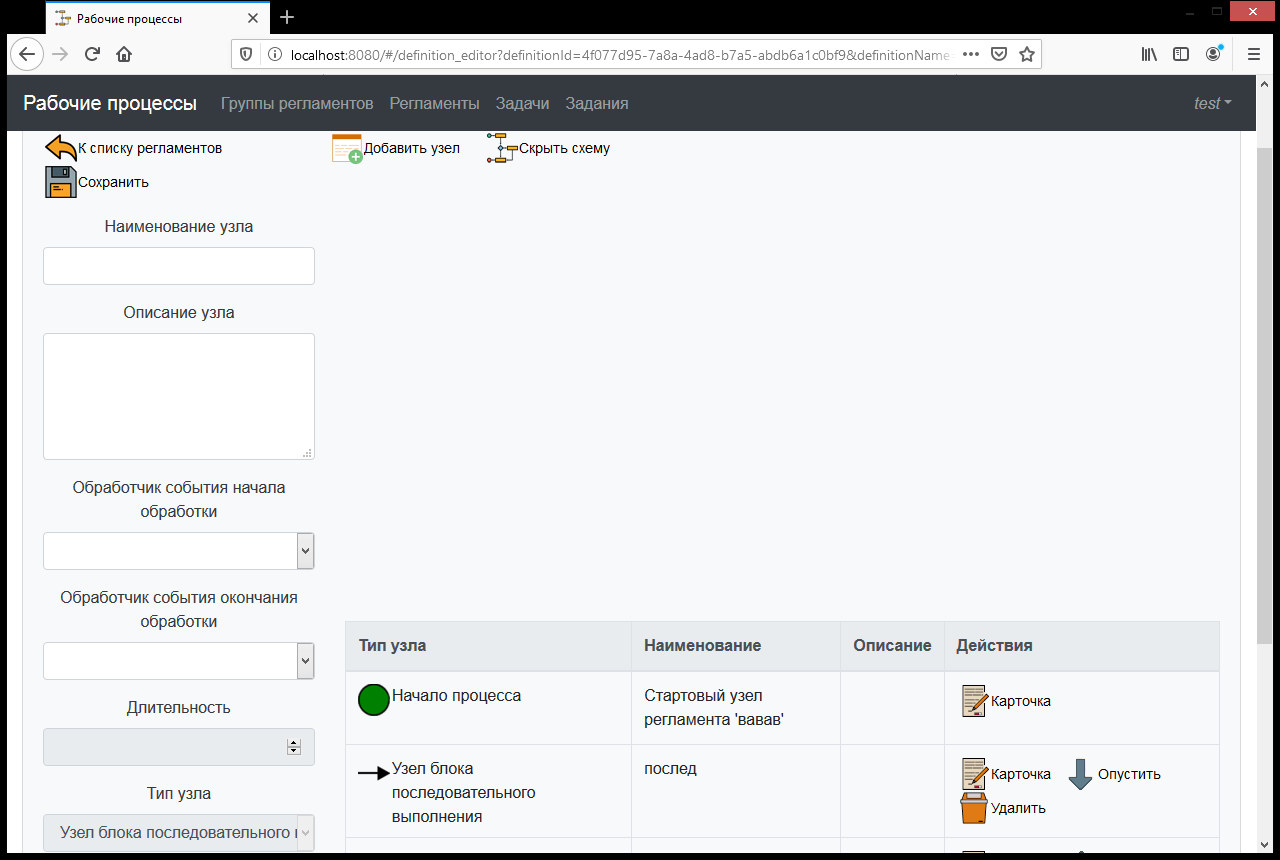 Рабочие процессы
localhost:8080/#/definition_editor?definitionId=4f077d95-7a8a-4ad8-b7a5-abdb6a1c0bf9&definitionName=
Рабочие процессы Группы регламентов Регламенты Задачи Задания test
К списку регламентов Добавить узел Скрыть схему
Сохранить
Наименование узла
Описание узла
Обработчик события начала
обработки
Обработчик события окончания
обработки
Длительность
Тип узла
Узел блока последовательного
Тип узла Наименование Описание Действия
Начало процесса Стартовый узел Карточка
регламента 'вавав'
Узел блока послед Карточка Опустить
последовательного Удалить
выполнения